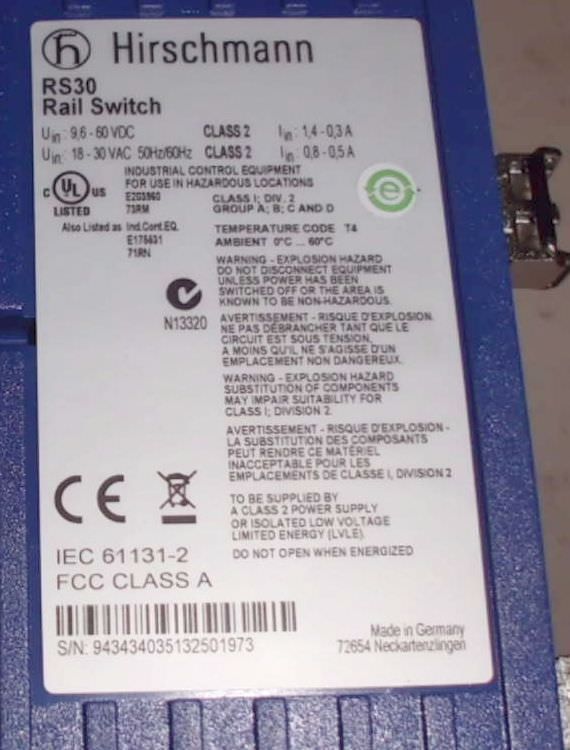 Hirschmann
RS30
Rail Switch
Uin: 9,6 - 60 VDC CLASS 2 Iin: 1,4 - 0,3 A
Uin: 18 - 30 VAC 50Hz/60Hz CLASS 2 Iin: 0,8 - 0,5 A
INDUSTRIAL CONTROL EQUIPMENT
FOR USE IN HAZARDOUS LOCATIONS
C UL US
LISTED
73RM
CLASS I; DIV. 2
GROUP A; B; C AND D
Also Listed as Ind.Cont.EQ.
E175531
71RN
TEMPERATURE CODE T4
AMBIENT 0°C ... 60°C
N13320
WARNING - EXPLOSION HAZARD
DO NOT DISCONNECT EQUIPMENT
UNLESS POWER HAS BEEN
SWITCHED OFF OR THE AREA IS
KNOWN TO BE NON-HAZARDOUS.
AVERTISSEMENT - RISQUE D'EXPLOSION.
NE PAS DÉBRANCHER TANT QUE LE
CIRCUIT EST SOUS TENSION,
A MOINS QU'IL NE S'AGISSE D'UN
EMPLACEMENT NON DANGEREUX.
WARNING - EXPLOSION HAZARD
SUBSTITUTION OF COMPONENTS
MAY IMPAIR SUITABILITY FOR
CLASS I; DIVISION 2.
AVERTISSEMENT - RISQUE D'EXPLOSION -
LA SUBSTITUTION DES COMPOSANTS
PEUT RENDRE CE MATERIEL
INACCEPTABLE POUR LES
EMPLACEMENTS DE CLASSE I, DIVISION 2
TO BE SUPPLIED BY
A CLASS 2 POWER SUPPLY
OR ISOLATED LOW VOLTAGE
LIMITED ENERGY (LVLE).
DO NOT OPEN WHEN ENERGIZED
CE
IEC 61131-2
FCC CLASS A
S/N: 943434035132501973
Made in Germany
72654 Neckartenzlingen